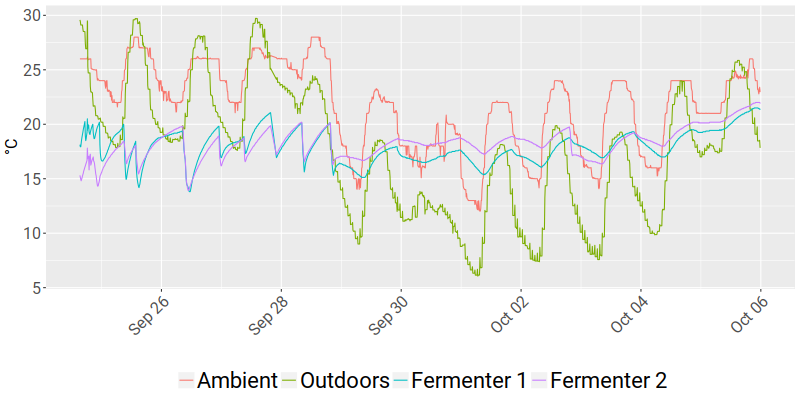 30
25
20
15
10
5
°C
Sep 26
Sep 28
Sep 30
Oct 02
Oct 04
Oct 06
Ambient Outdoors Fermenter 1 Fermenter 2